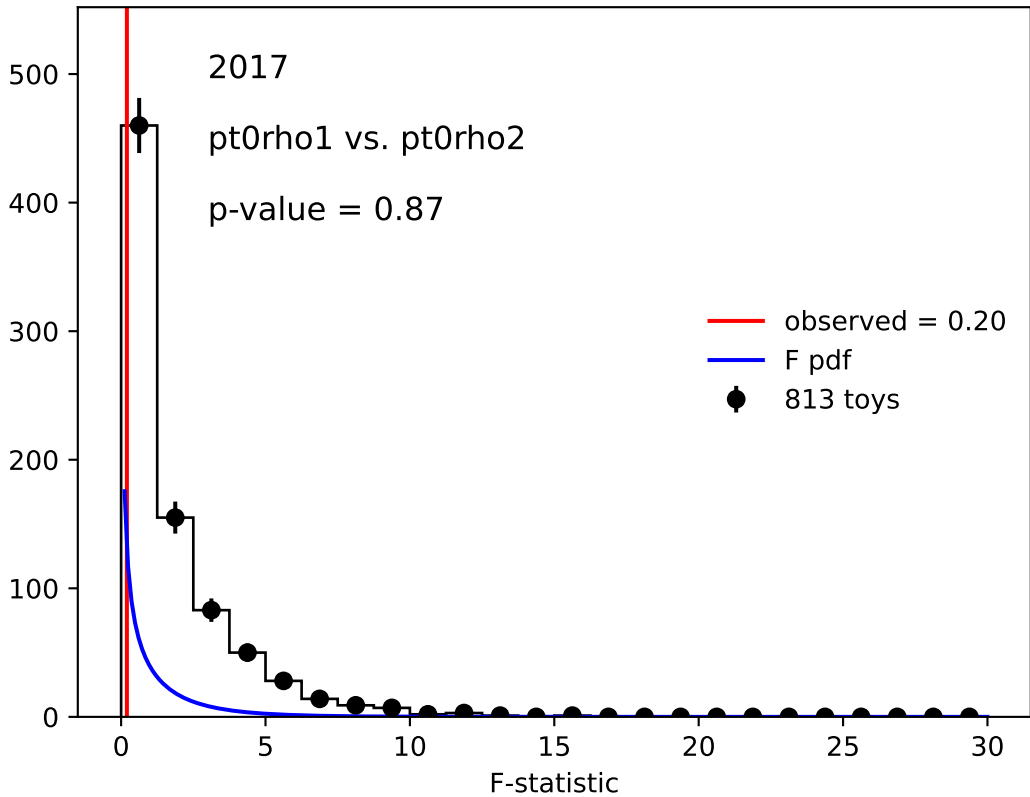 2017
pt0rho1 vs. pt0rho2
p-value = 0.87
observed = 0.20
F pdf
813 toys
500
400
300
200
100
0
0 5 10 15 20 25 30
F-statistic